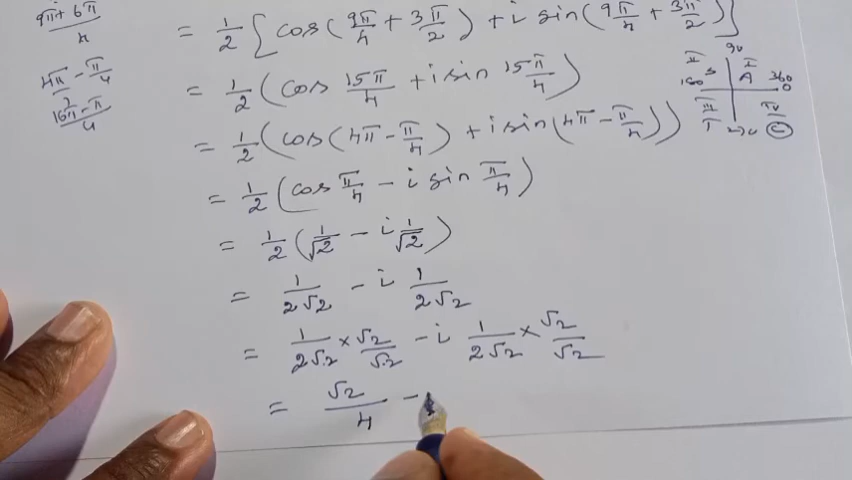 9π+6π/4
= 1/2 [cos(9π/4 + 3π/2) + i sin(9π/4 + 3π/2)]
4π - π/4
= 1/2 (cos 15π/4 + i sin 15π/4)
16π-π/4
= 1/2 (cos(4π - π/4) + i sin(4π - π/4))
90
II I
180 S A 360
0
III IV
T 270 C
= 1/2 (cos π/4 - i sin π/4)
= 1/2 (1/√2 - i 1/√2)
= 1/2√2 - i 1/2√2
= 1/2√2 × √2/√2 - i 1/2√2 × √2/√2
= √2/4 -